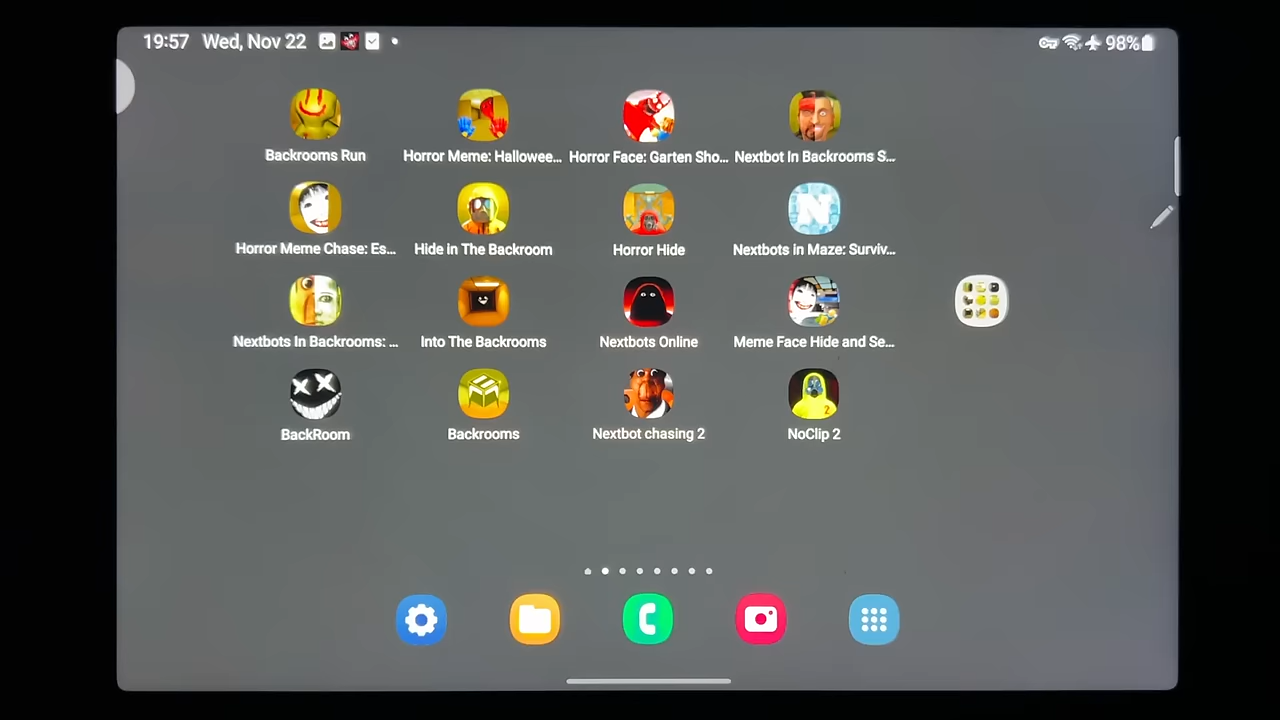 19:57 Wed, Nov 22 98%
Backrooms Run Horror Meme: Hallowee... Horror Face: Garten Sho... Nextbot In Backrooms S...
N
Horror Meme Chase: Es... Hide in The Backroom Horror Hide Nextbots in Maze: Surviv...
Nextbots In Backrooms: ... Into The Backrooms Nextbots Online Meme Face Hide and Se...
2
BackRoom Backrooms Nextbot chasing 2 NoClip 2